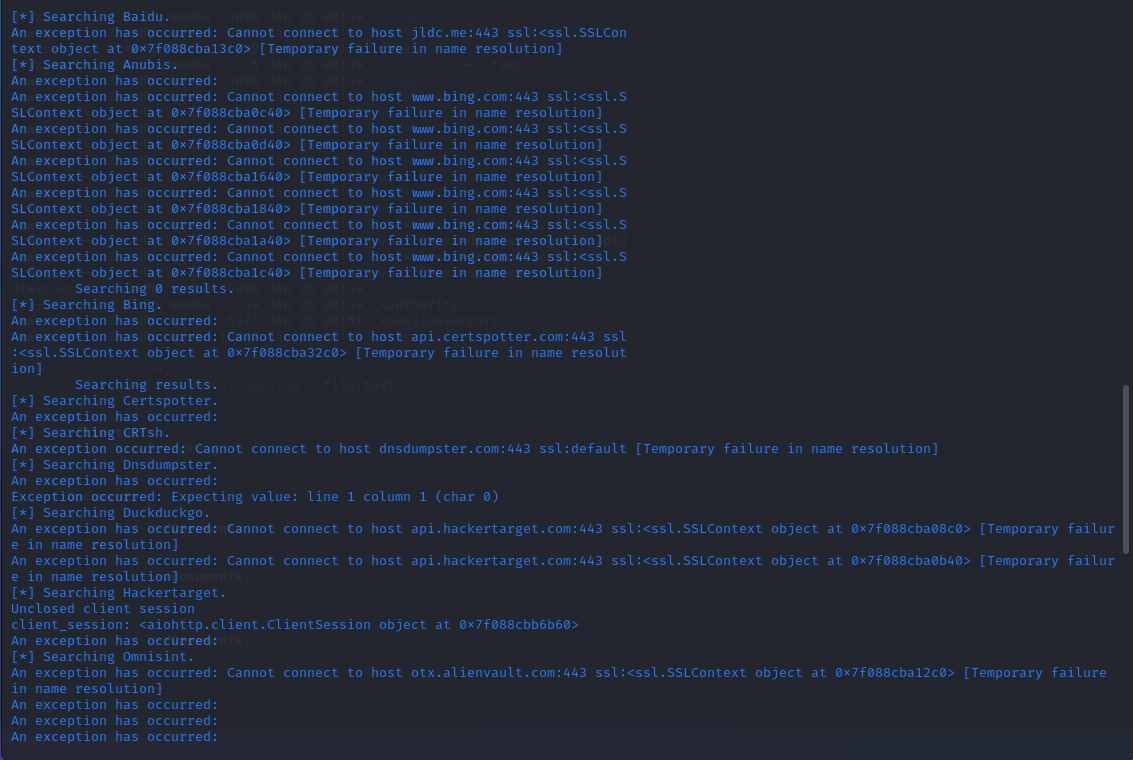 [*] Searching Baidu.
An exception has occurred: Cannot connect to host jldc.me:443 ssl:<ssl.SSLCon
text object at 0×7f088cba13c0> [Temporary failure in name resolution]
[*] Searching Anubis.
An exception has occurred:
An exception has occurred: Cannot connect to host www.bing.com:443 ssl:<ssl.S
SLContext object at 0×7f088cba0c40> [Temporary failure in name resolution]
An exception has occurred: Cannot connect to host www.bing.com:443 ssl:<ssl.S
SLContext object at 0×7f088cba0d40> [Temporary failure in name resolution]
An exception has occurred: Cannot connect to host www.bing.com:443 ssl:<ssl.S
SLContext object at 0×7f088cba1640> [Temporary failure in name resolution]
An exception has occurred: Cannot connect to host www.bing.com:443 ssl:<ssl.S
SLContext object at 0×7f088cba1840> [Temporary failure in name resolution]
An exception has occurred: Cannot connect to host www.bing.com:443 ssl:<ssl.S
SLContext object at 0×7f088cba1a40> [Temporary failure in name resolution]
An exception has occurred: Cannot connect to host www.bing.com:443 ssl:<ssl.S
SLContext object at 0×7f088cba1c40> [Temporary failure in name resolution]
        Searching 0 results.
[*] Searching Bing.
An exception has occurred:
An exception has occurred: Cannot connect to host api.certspotter.com:443 ssl
:<ssl.SSLContext object at 0×7f088cba32c0> [Temporary failure in name resolut
ion]
        Searching results.
[*] Searching Certspotter.
An exception has occurred:
[*] Searching CRTsh.
An exception occurred: Cannot connect to host dnsdumpster.com:443 ssl:default [Temporary failure in name resolution]
[*] Searching Dnsdumpster.
An exception has occurred:
Exception occurred: Expecting value: line 1 column 1 (char 0)
[*] Searching Duckduckgo.
An exception has occurred: Cannot connect to host api.hackertarget.com:443 ssl:<ssl.SSLContext object at 0×7f088cba08c0> [Temporary failur
e in name resolution]
An exception has occurred: Cannot connect to host api.hackertarget.com:443 ssl:<ssl.SSLContext object at 0×7f088cba0b40> [Temporary failur
e in name resolution]
[*] Searching Hackertarget.
Unclosed client session
client_session: <aiohttp.client.ClientSession object at 0×7f088cbb6b60>
An exception has occurred:
[*] Searching Omnisint.
An exception has occurred: Cannot connect to host otx.alienvault.com:443 ssl:<ssl.SSLContext object at 0×7f088cba12c0> [Temporary failure
in name resolution]
An exception has occurred:
An exception has occurred:
An exception has occurred: